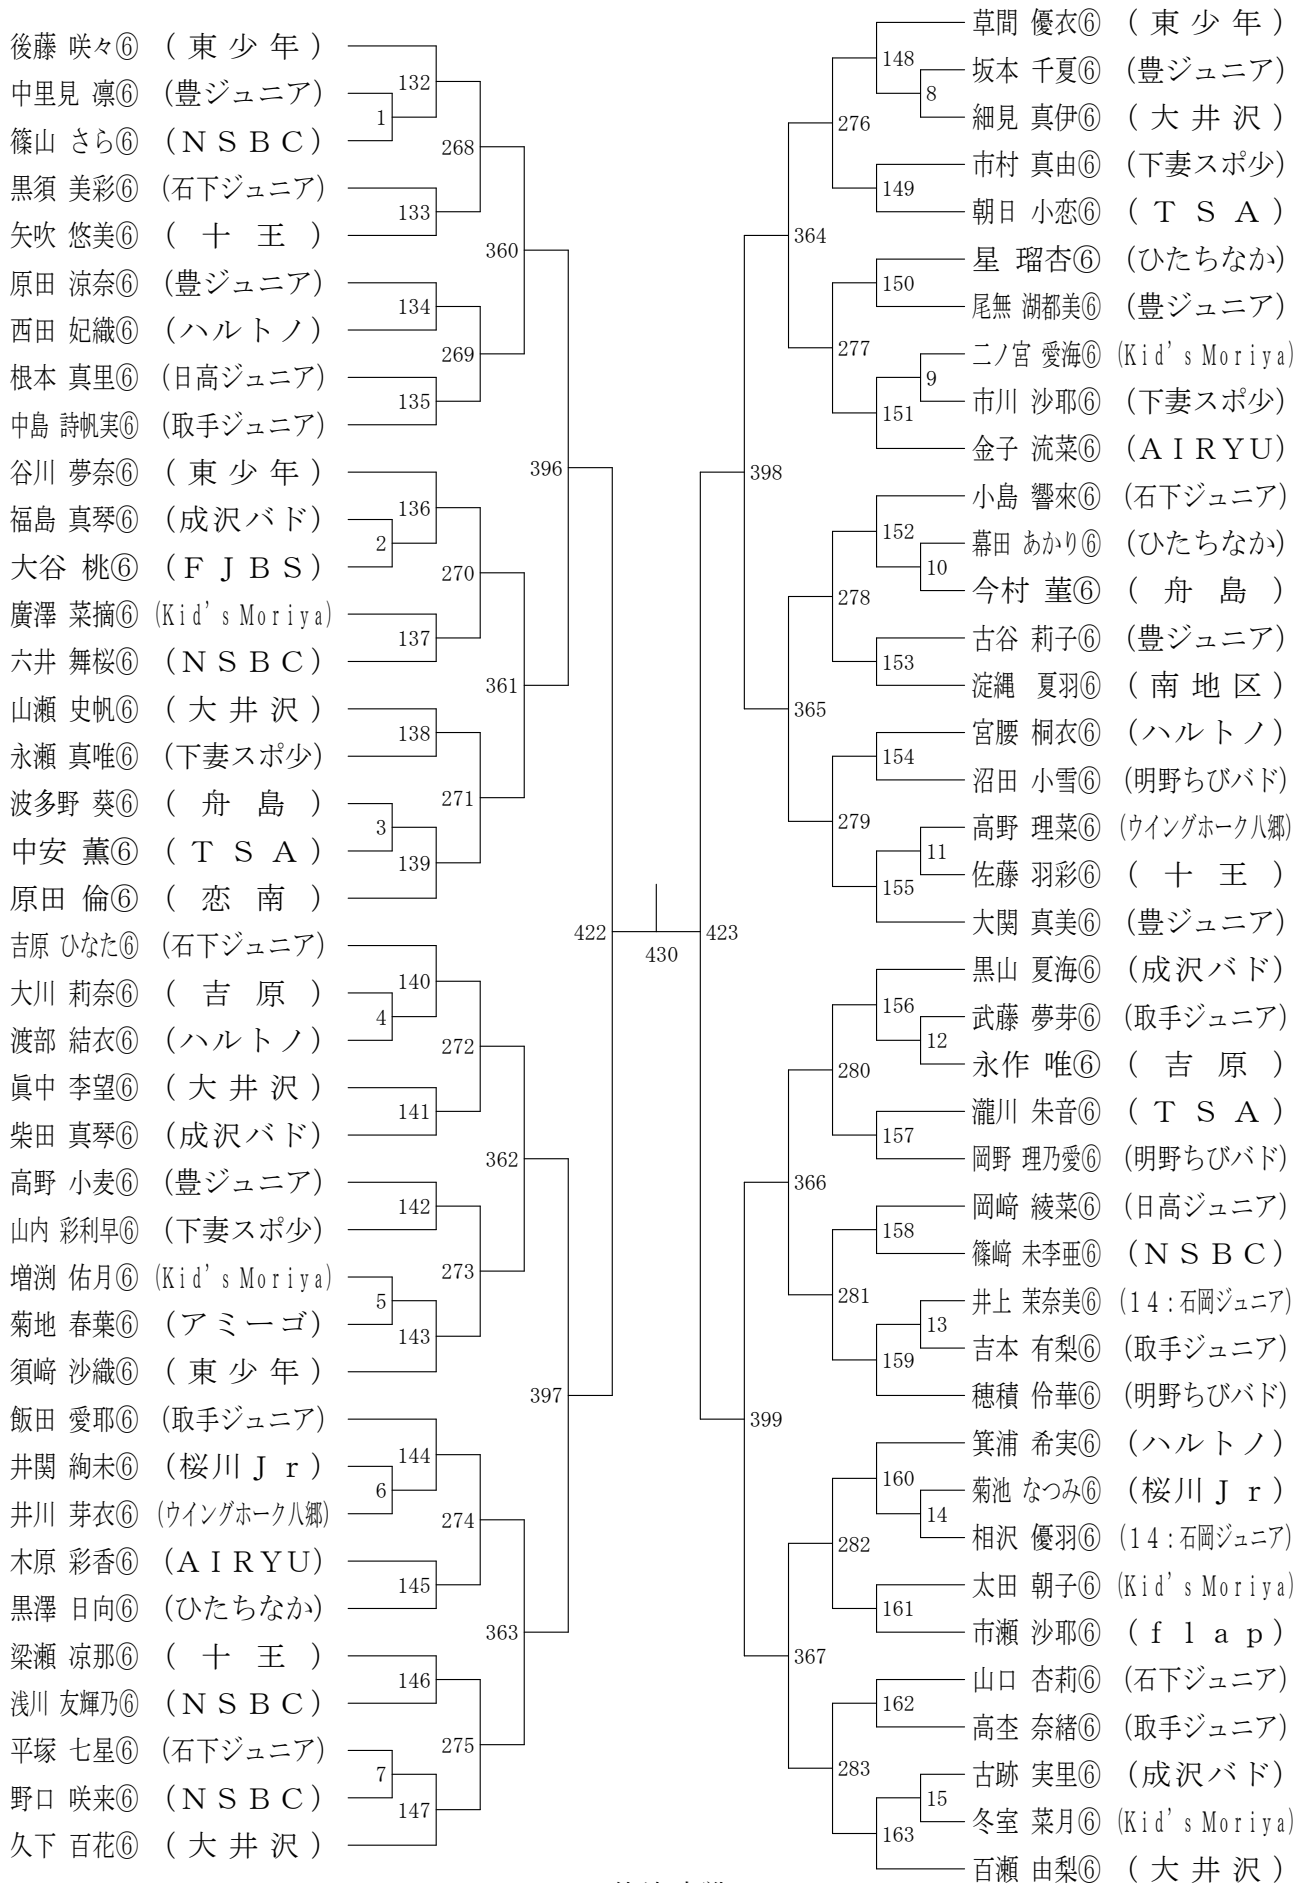 後藤 咲々⑥ (東 少 年)
中里見 凛⑥ (豊ジュニア)
篠山 さら⑥ (N S B C)
黒須 美彩⑥ (石下ジュニア)
矢吹 悠美⑥ (十 王)
原田 涼奈⑥ (豊ジュニア)
西田 妃織⑥ (ハルトノ)
根本 真里⑥ (日高ジュニア)
中島 詩帆実⑥ (取手ジュニア)
谷川 夢奈⑥ (東 少 年)
福島 真琴⑥ (成沢バド)
大谷 桃⑥ (F J B S)
廣澤 菜摘⑥ (Kid's Moriya)
六井 舞桜⑥ (N S B C)
山瀬 史帆⑥ (大 井 沢)
永瀬 真唯⑥ (下妻スポ少)
波多野 葵⑥ (舟 島)
中安 薫⑥ (T S A)
原田 倫⑥ (恋 南)
吉原 ひなた⑥ (石下ジュニア)
大川 莉奈⑥ (吉 原)
渡部 結衣⑥ (ハルトノ)
眞中 李望⑥ (大 井 沢)
柴田 真琴⑥ (成沢バド)
高野 小麦⑥ (豊ジュニア)
山内 彩利早⑥ (下妻スポ少)
増渕 佑月⑥ (Kid's Moriya)
菊地 春葉⑥ (アミーゴ)
須﨑 沙織⑥ (東 少 年)
飯田 愛耶⑥ (取手ジュニア)
井関 絢未⑥ (桜川 J r)
井川 芽衣⑥ (ウイングホーク八郷)
木原 彩香⑥ (A I R Y U)
黒澤 日向⑥ (ひたちなか)
梁瀬 凉那⑥ (十 王)
浅川 友輝乃⑥ (N S B C)
平塚 七星⑥ (石下ジュニア)
野口 咲来⑥ (N S B C)
久下 百花⑥ (大 井 沢)
1
2
3
4
5
6
7
132
133
134
135
136
137
138
139
140
141
142
143
144
145
146
147
268
269
270
271
272
273
274
275
360
361
362
363
396
397
422
430
423
398
399
364
365
366
367
276
277
278
279
280
281
282
283
148
149
150
151
152
153
154
155
156
157
158
159
160
161
162
163
8
9
10
11
12
13
14
15
草間 優衣⑥ (東 少 年)
坂本 千夏⑥ (豊ジュニア)
細見 真伊⑥ (大 井 沢)
市村 真由⑥ (下妻スポ少)
朝日 小恋⑥ (T S A)
星 瑠杏⑥ (ひたちなか)
尾無 湖都美⑥ (豊ジュニア)
二ノ宮 愛海⑥ (Kid's Moriya)
市川 沙耶⑥ (下妻スポ少)
金子 流菜⑥ (A I R Y U)
小島 響來⑥ (石下ジュニア)
幕田 あかり⑥ (ひたちなか)
今村 菫⑥ (舟 島)
古谷 莉子⑥ (豊ジュニア)
淀縄 夏羽⑥ (南 地 区)
宮腰 桐衣⑥ (ハルトノ)
沼田 小雪⑥ (明野ちびバド)
高野 理菜⑥ (ウイングホーク八郷)
佐藤 羽彩⑥ (十 王)
大関 真美⑥ (豊ジュニア)
黒山 夏海⑥ (成沢バド)
武藤 夢芽⑥ (取手ジュニア)
永作 唯⑥ (吉 原)
瀧川 朱音⑥ (T S A)
岡野 理乃愛⑥ (明野ちびバド)
岡﨑 綾菜⑥ (日高ジュニア)
篠﨑 未李亜⑥ (N S B C)
井上 茉奈美⑥ (14:石岡ジュニア)
吉本 有梨⑥ (取手ジュニア)
穂積 伶華⑥ (明野ちびバド)
箕浦 希実⑥ (ハルトノ)
菊池 なつみ⑥ (桜川 J r)
相沢 優羽⑥ (14:石岡ジュニア)
太田 朝子⑥ (Kid's Moriya)
市瀬 沙耶⑥ (f l a p)
山口 杏莉⑥ (石下ジュニア)
高杢 奈緒⑥ (取手ジュニア)
古跡 実里⑥ (成沢バド)
冬室 菜月⑥ (Kid's Moriya)
百瀬 由梨⑥ (大 井 沢)